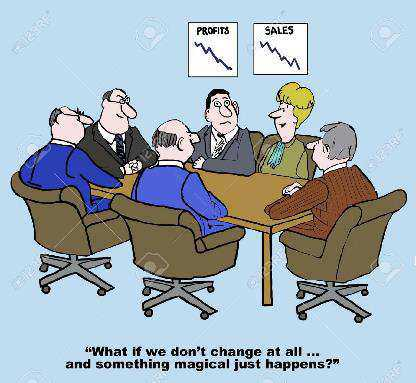 PROFITS
SALES
"What if we don't change at all ...
and something magical just happens?"